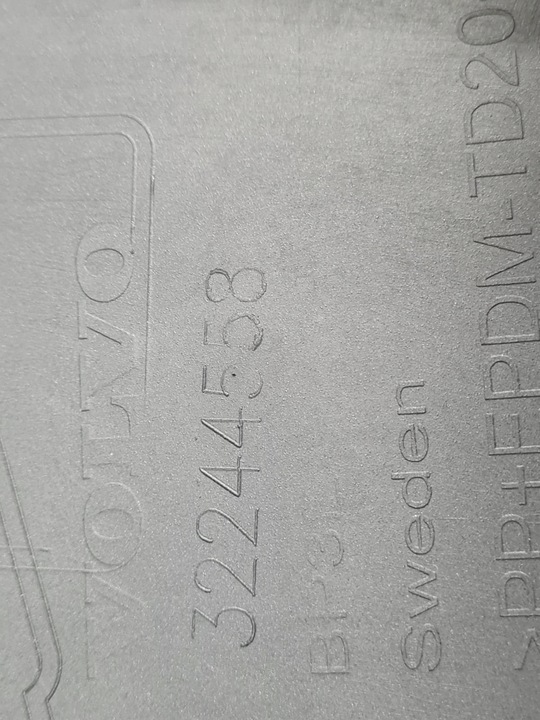 VOLVO
32244558
Sweden
>PP+EPDM-TD20